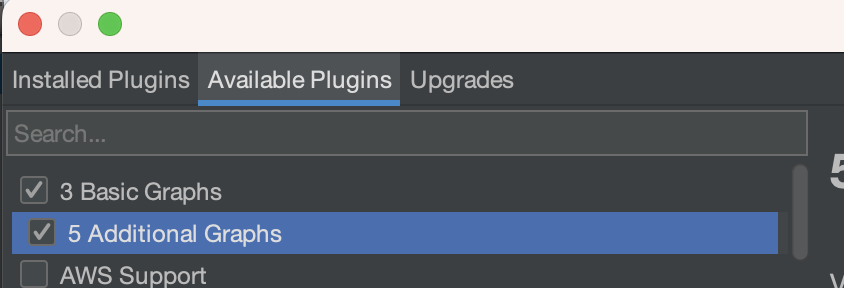 Installed Plugins Available Plugins Upgrades
Search...
3 Basic Graphs
5 Additional Graphs
AWS Support